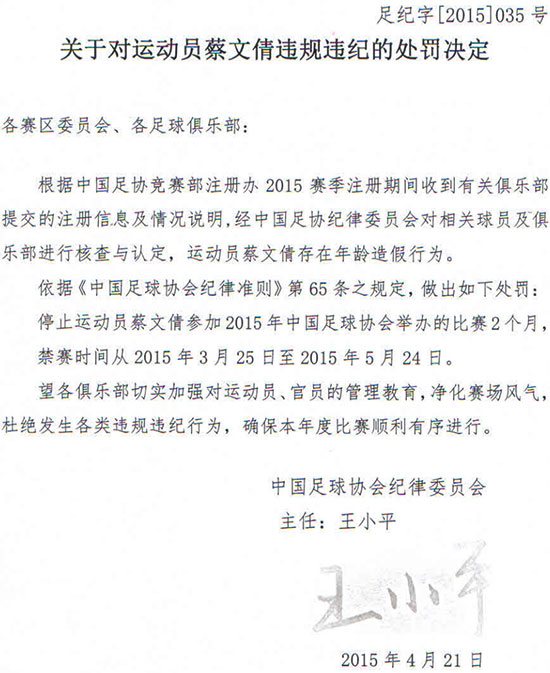 足纪字[2015]035 号
关于对运动员蔡文倩违规违纪的处罚决定
各赛区委员会、各足球俱乐部：
根据中国足协竞赛部注册办 2015 赛季注册期间收到有关俱乐部
提交的注册信息及情况说明,经中国足协纪律委员会对相关球员及俱
乐部进行核查与认定，运动员蔡文倩存在年龄造假行为。
依据《中国足球协会纪律准则》第 65 条之规定，做出如下处罚：
停止运动员蔡文倩参加 2015 年中国足球协会举办的比赛 2 个月，
禁赛时间从 2015 年 3 月 25 日至 2015 年 5 月 24 日。
望各俱乐部切实加强对运动员、官员的管理教育，净化赛场风气，
杜绝发生各类违规违纪行为，确保本年度比赛顺利有序进行。
中国足球协会纪律委员会
主任：王小平
王小平
2015 年 4 月 21 日